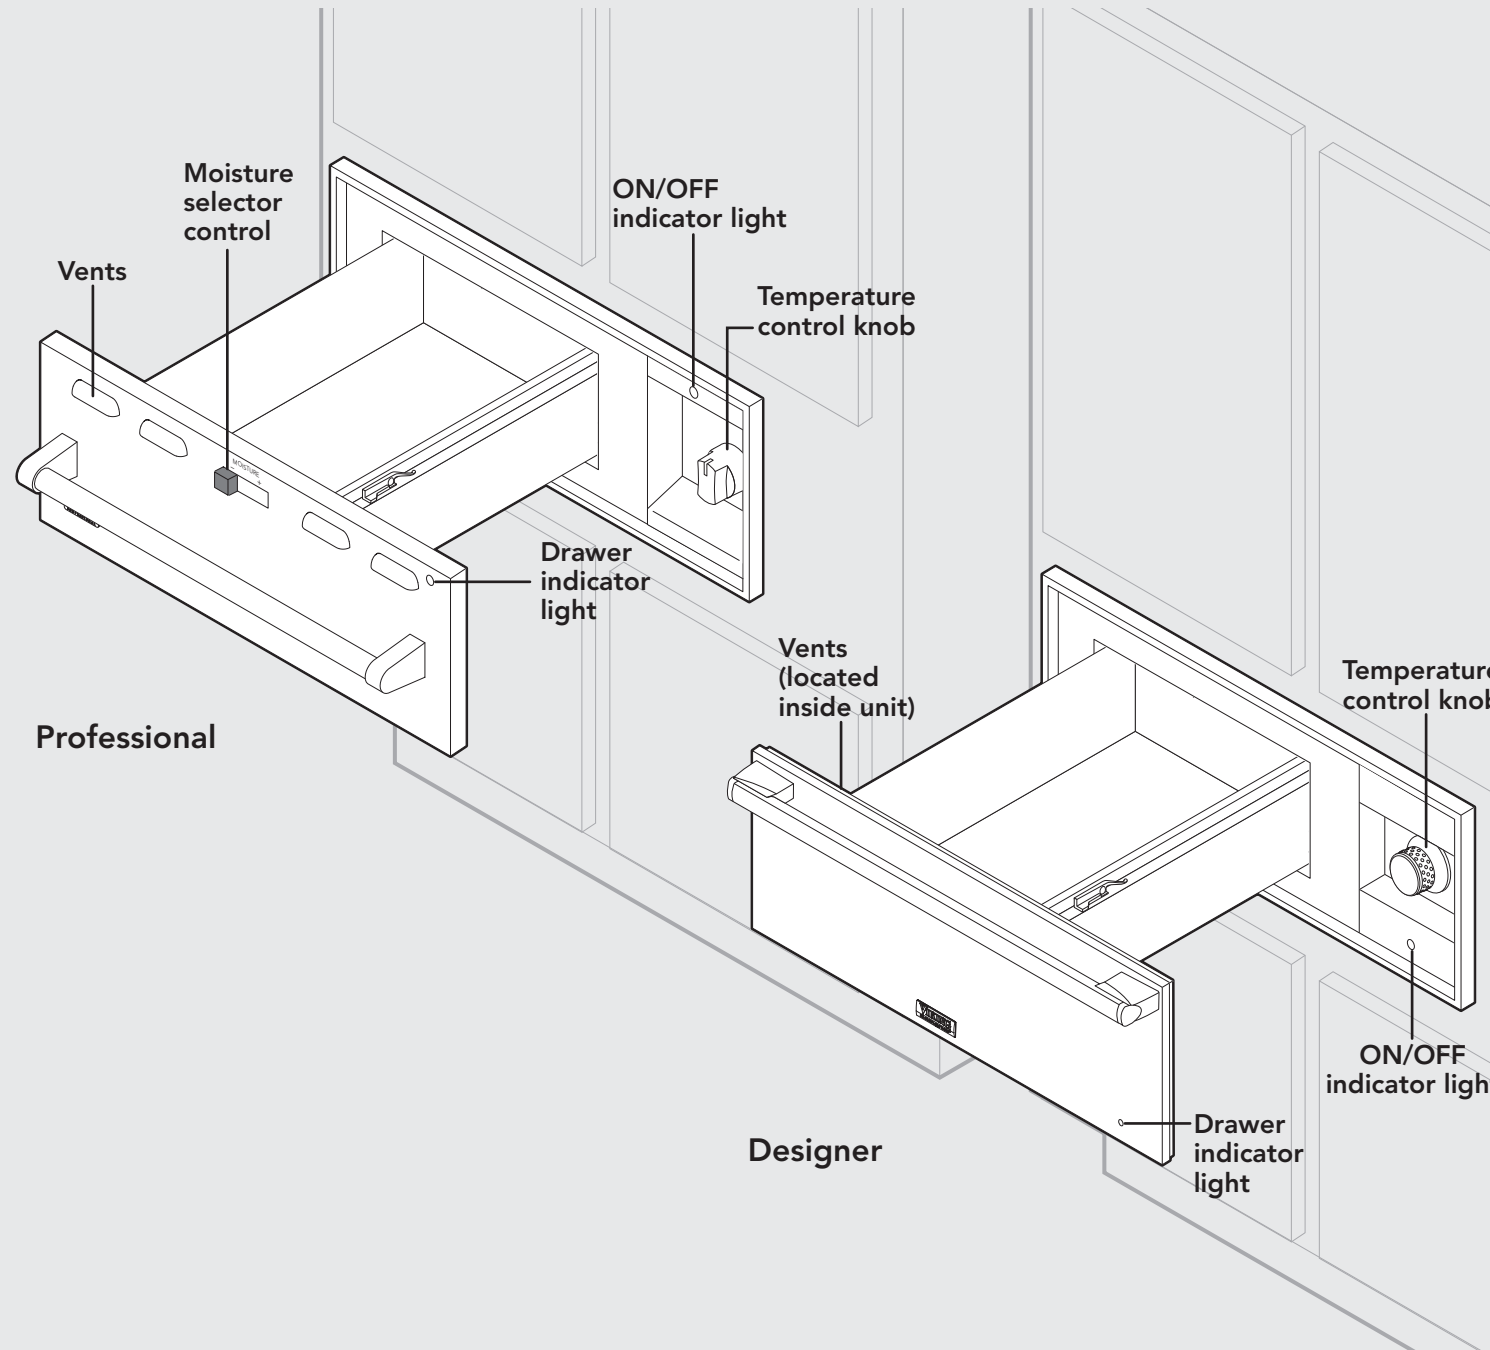 Moisture
selector
control
ON/OFF
indicator light
Vents
Temperature
control knob
MOISTURE
- +
Drawer
indicator
light
Professional
Vents
(located
inside unit)
Temperature
control knob
VIKING
ON/OFF
indicator light
Drawer
indicator
light
Designer